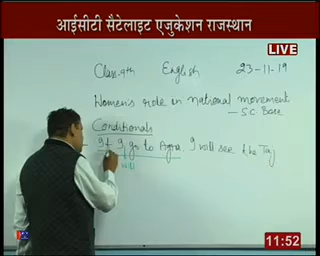 आईसीटी सैटेलाइट एजुकेशन राजस्थान
LIVE
Class-9th English 23-11-19
Women's role in national movement
— S.C. Bose
Conditionals
If I go to Agra, I will see the Taj
will
11:52